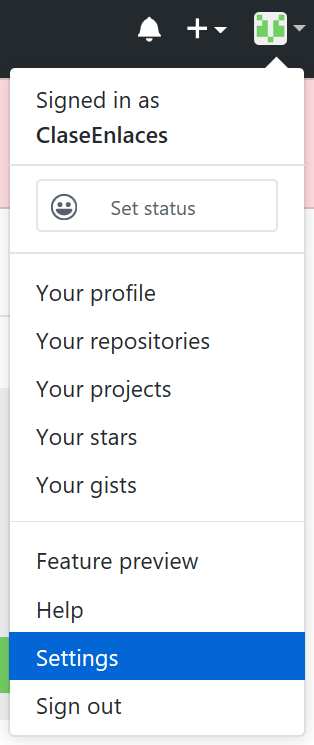 Signed in as
ClaseEnlaces
Set status
Your profile
Your repositories
Your projects
Your stars
Your gists
Feature preview
Help
Settings
Sign out